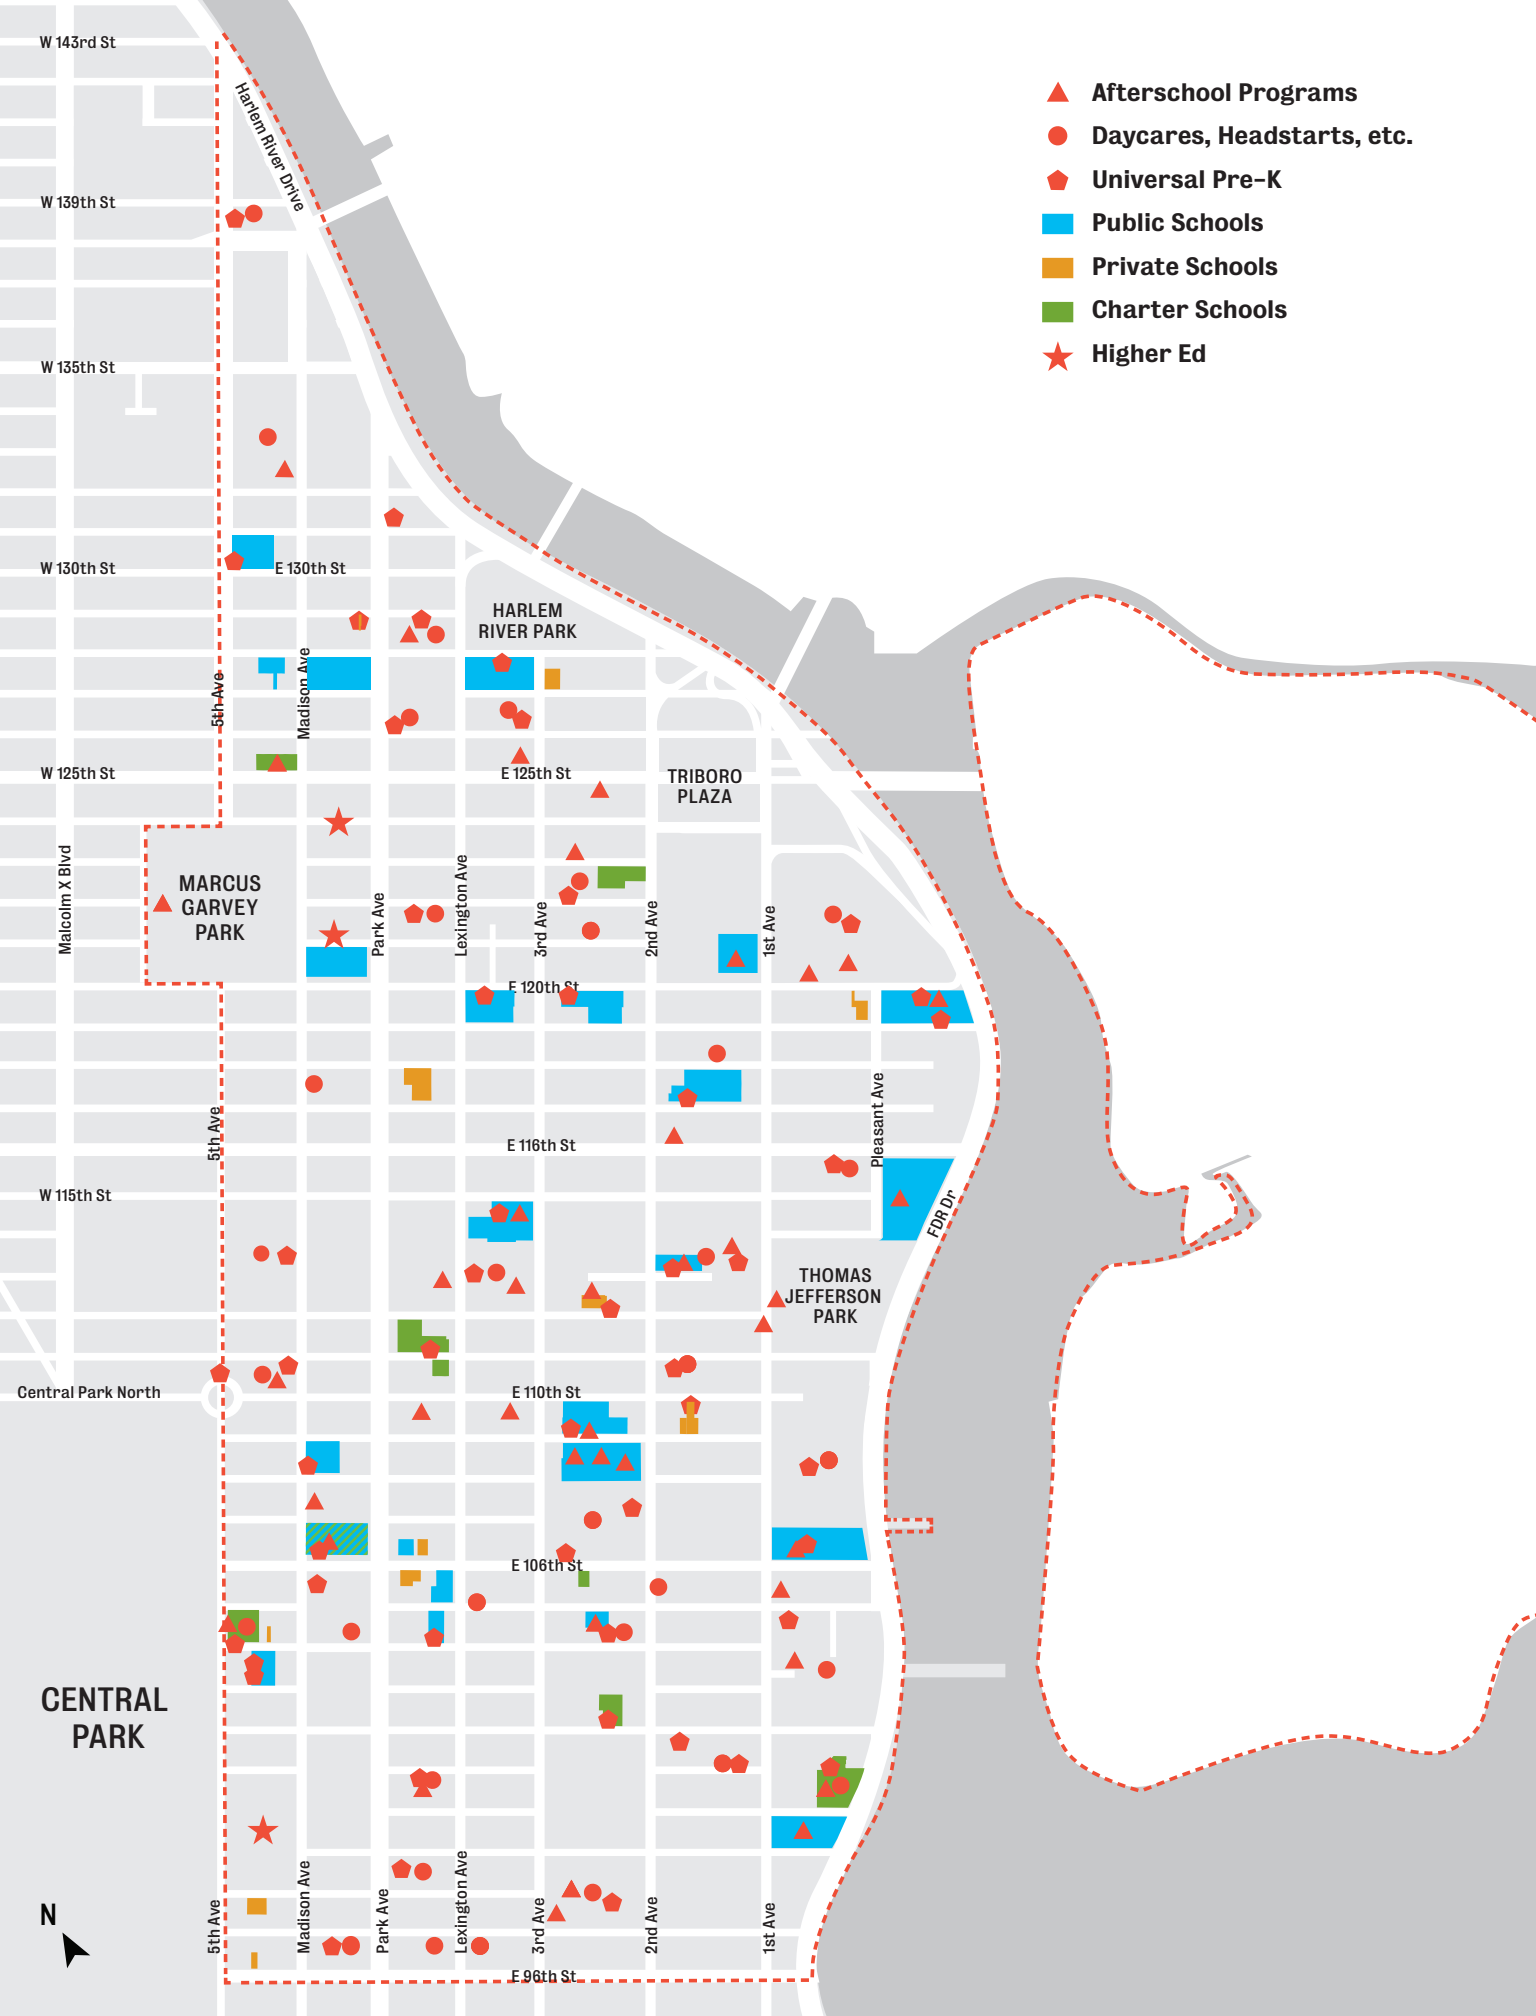 W 143rd St
Harlem River Drive
Afterschool Programs
Daycares, Headstarts, etc.
Universal Pre-K
Public Schools
Private Schools
Charter Schools
Higher Ed
W 139th St
W 135th St
W 130th St
E 130th St
HARLEM
RIVER PARK
5th Ave
Madison Ave
W 125th St
E 125th St
TRIBORO
PLAZA
Malcolm X Blvd
MARCUS
GARVEY
PARK
Park Ave
Lexington Ave
3rd Ave
2nd Ave
1st Ave
E 120th St
5th Ave
Pleasant Ave
E 116th St
W 115th St
FDR Dr
THOMAS
JEFFERSON
PARK
Central Park North
E 110th St
E 106th St
CENTRAL
PARK
N
5th Ave
Madison Ave
Park Ave
Lexington Ave
3rd Ave
2nd Ave
1st Ave
E 96th St